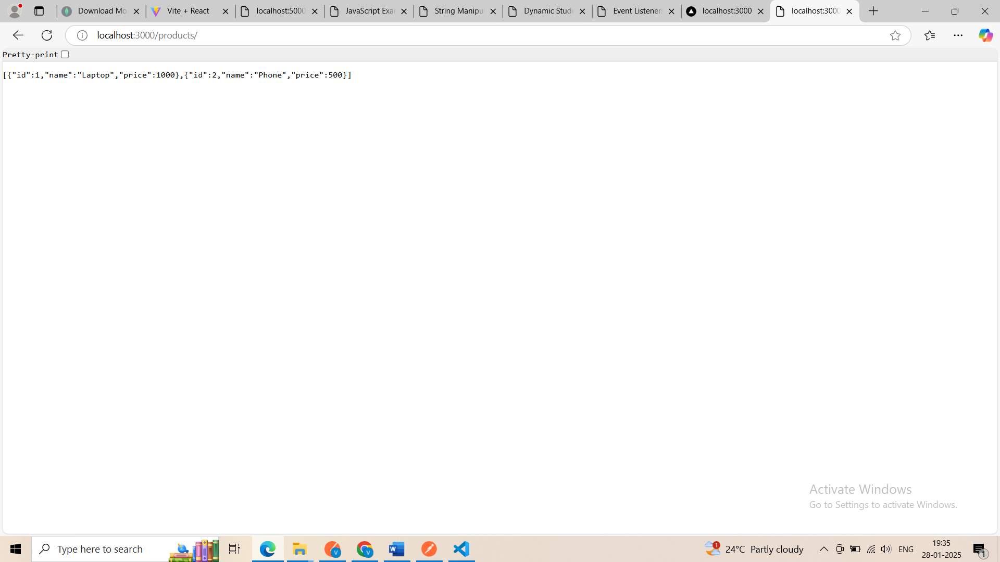 Download Mo
Vite + React
localhost:5000
JavaScript Exa
String Manipu
Dynamic Stude
Event Listener
localhost:3000
localhost:3000
localhost:3000/products/
Pretty-print
[{"id":1,"name":"Laptop","price":1000},{"id":2,"name":"Phone","price":500}]
Activate Windows
Go to Settings to activate Windows.
Type here to search
V
V
W
1
24°C Partly cloudy
ENG
19:35
28-01-2025
1